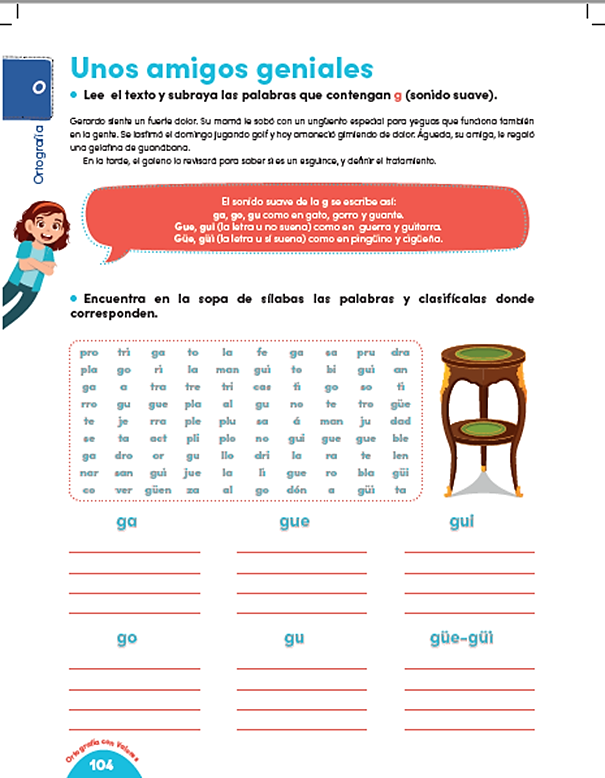 Unos amigos geniales
Lee el texto y subraya las palabras que contengan g (sonido suave).
Gerardo siente un fuerte dolor. Su mamá le sobó con un ungüento especial para yeguas que funciona también
en la gente. Se lastimó el domingo jugando golf y hoy amaneció gimiendo de dolor. Águeda, su amiga, le regaló
una gelatina de guanábana.
En la tarde, el galeno lo revisará para saber si es un esguince, y definir el tratamiento.
O
Ortografía
El sonido suave de la g se escribe así:
ga, go, gu como en gato, gorra y guante.
Gue, gui (la letra u no suena) como en guerra y guitarra.
Güe, güi (la letra u sí suena) como en pingüino y cigüeña.
Encuentra en la sopa de sílabas las palabras y clasifícalas donde
corresponden.
pro tri ga to la fe ga sa pru dra
pla go ri la man guí to bi gui an
ga a tra tre tri cas ti go so ti
rro gu gue pla al gu no te tro güe
te je rra ple plu sa á man ju dad
se ta act pli plo no gui gue gue ble
ga dro or gu llo dri la ra te len
nar san gui jue la li gue ro bla güi
co ver güen za al go dón a güi ta
ga gue gui
go gu güe-güi
Ortografía con Valores
104